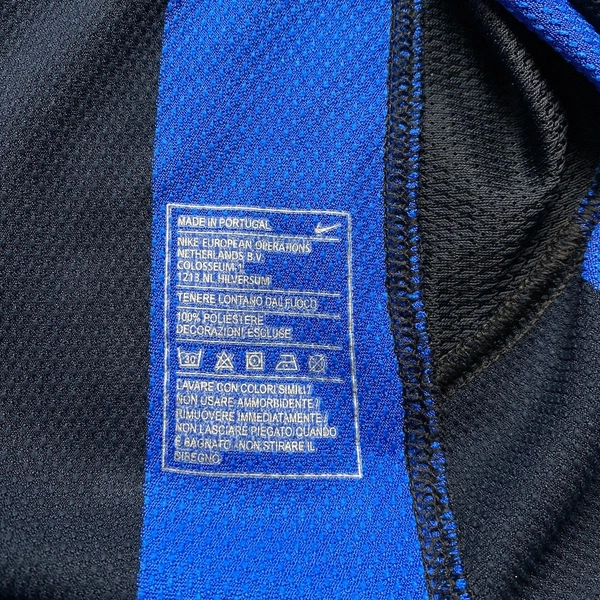 MADE IN PORTUGAL
NIKE EUROPEAN OPERATIONS
NETHERLANDS B.V.
COLOSSEUM 1
1213 NL HILVERSUM
TENERE LONTANO DAL FUOCO
100% POLIESTERE
DECORAZIONI ESCLUSE
30
LAVARE CON COLORI SIMILI /
NON USARE AMMORBIDENTE /
RIMUOVERE IMMEDIATAMENTE /
NON LASCIARE PIEGATO QUANDO
È BAGNATO / NON STIRARE IL
DISEGNO